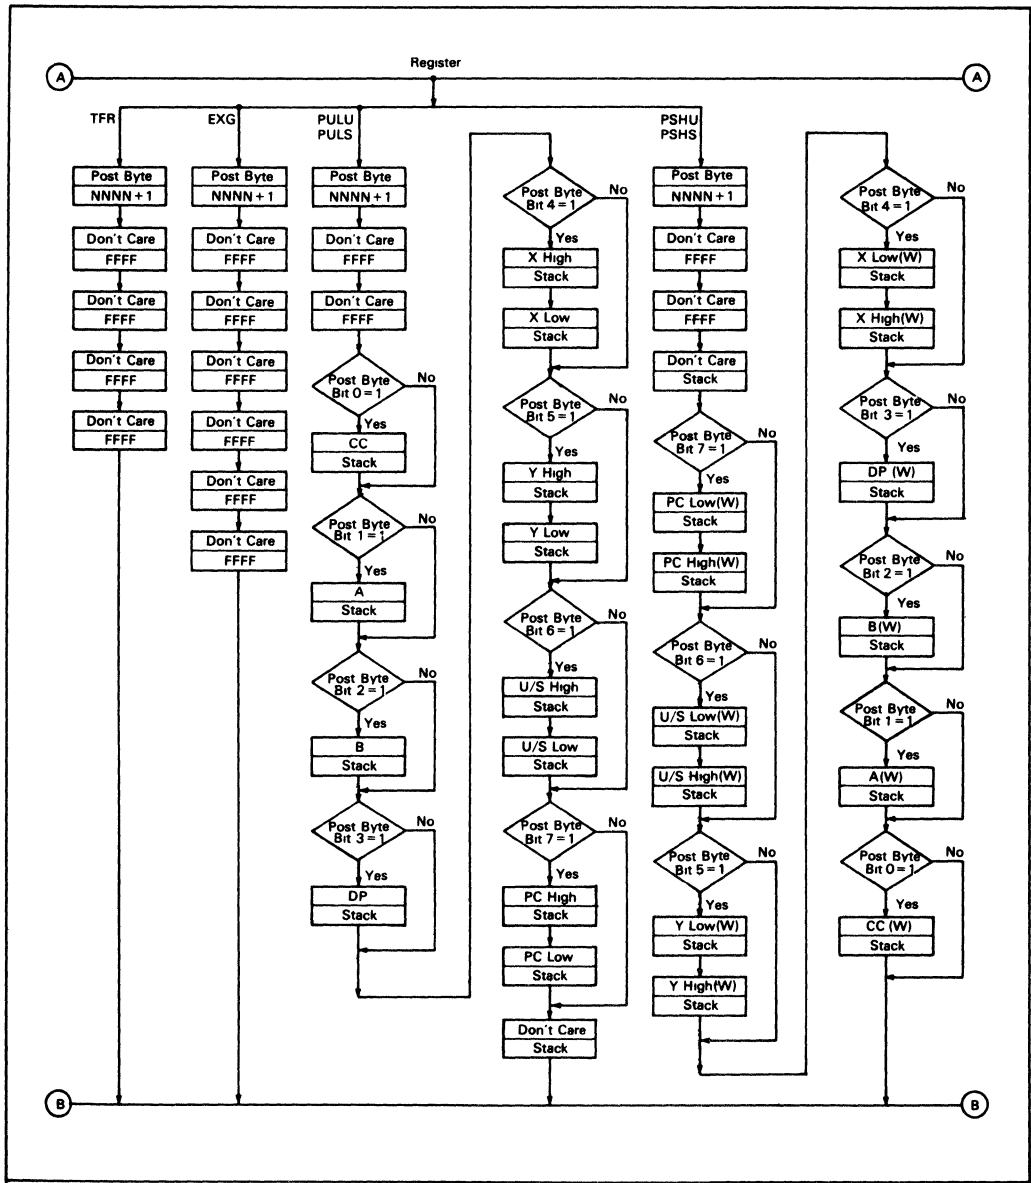 Register
A
A
TFR
Post Byte
NNNN + 1
Don't Care
FFFF
Don't Care
FFFF
Don't Care
FFFF
Don't Care
FFFF
EXG
Post Byte
NNNN + 1
Don't Care
FFFF
Don't Care
FFFF
Don't Care
FFFF
Don't Care
FFFF
Don't Care
FFFF
Don't Care
FFFF
PULU
PULS
Post Byte
NNNN + 1
Don't Care
FFFF
Don't Care
FFFF
Post Byte
Bit 0 = 1
No
Yes
CC
Stack
Post Byte
Bit 1 = 1
No
Yes
A
Stack
Post Byte
Bit 2 = 1
No
Yes
B
Stack
Post Byte
Bit 3 = 1
No
Yes
DP
Stack
Post Byte
Bit 4 = 1
No
Yes
X High
Stack
X Low
Stack
Post Byte
Bit 5 = 1
No
Yes
Y High
Stack
Y Low
Stack
Post Byte
Bit 6 = 1
No
Yes
U/S High
Stack
U/S Low
Stack
Post Byte
Bit 7 = 1
No
Yes
PC High
Stack
PC Low
Stack
Don't Care
Stack
PSHU
PSHS
Post Byte
NNNN + 1
Don't Care
FFFF
Don't Care
FFFF
Don't Care
Stack
Post Byte
Bit 7 = 1
No
Yes
PC Low(W)
Stack
PC High(W)
Stack
Post Byte
Bit 6 = 1
No
Yes
U/S Low(W)
Stack
U/S High(W)
Stack
Post Byte
Bit 5 = 1
No
Yes
Y Low(W)
Stack
Y High(W)
Stack
Post Byte
Bit 4 = 1
No
Yes
X Low(W)
Stack
X High(W)
Stack
Post Byte
Bit 3 = 1
No
Yes
DP (W)
Stack
Post Byte
Bit 2 = 1
No
Yes
B(W)
Stack
Post Byte
Bit 1 = 1
No
Yes
A(W)
Stack
Post Byte
Bit 0 = 1
No
Yes
CC (W)
Stack
B
B